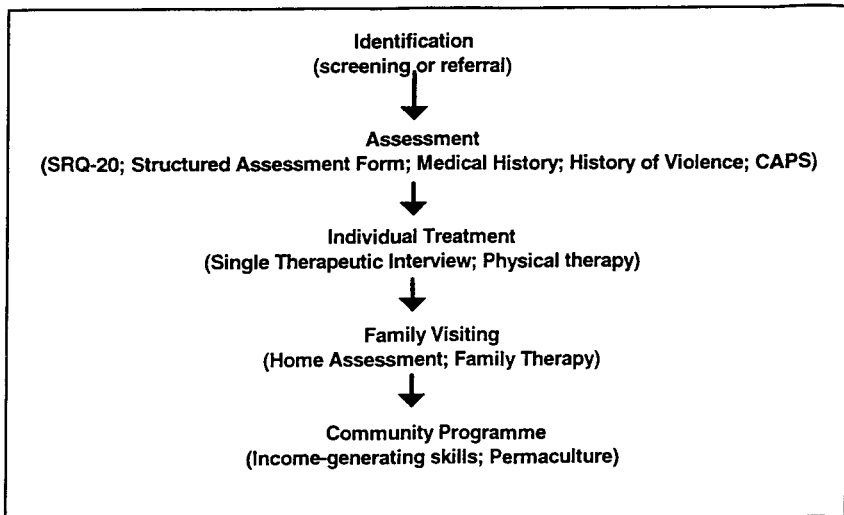 Identification
(screening or referral)
Assessment
(SRQ-20; Structured Assessment Form; Medical History; History of Violence; CAPS)
Individual Treatment
(Single Therapeutic Interview; Physical therapy)
Family Visiting
(Home Assessment; Family Therapy)
Community Programme
(Income-generating skills; Permaculture)